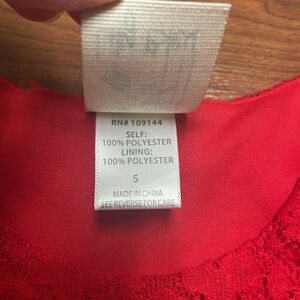 RN# 109144
SELF:
100% POLYESTER
LINING:
100% POLYESTER
S
MADE IN CHINA
SEE REVERSE FOR CARE